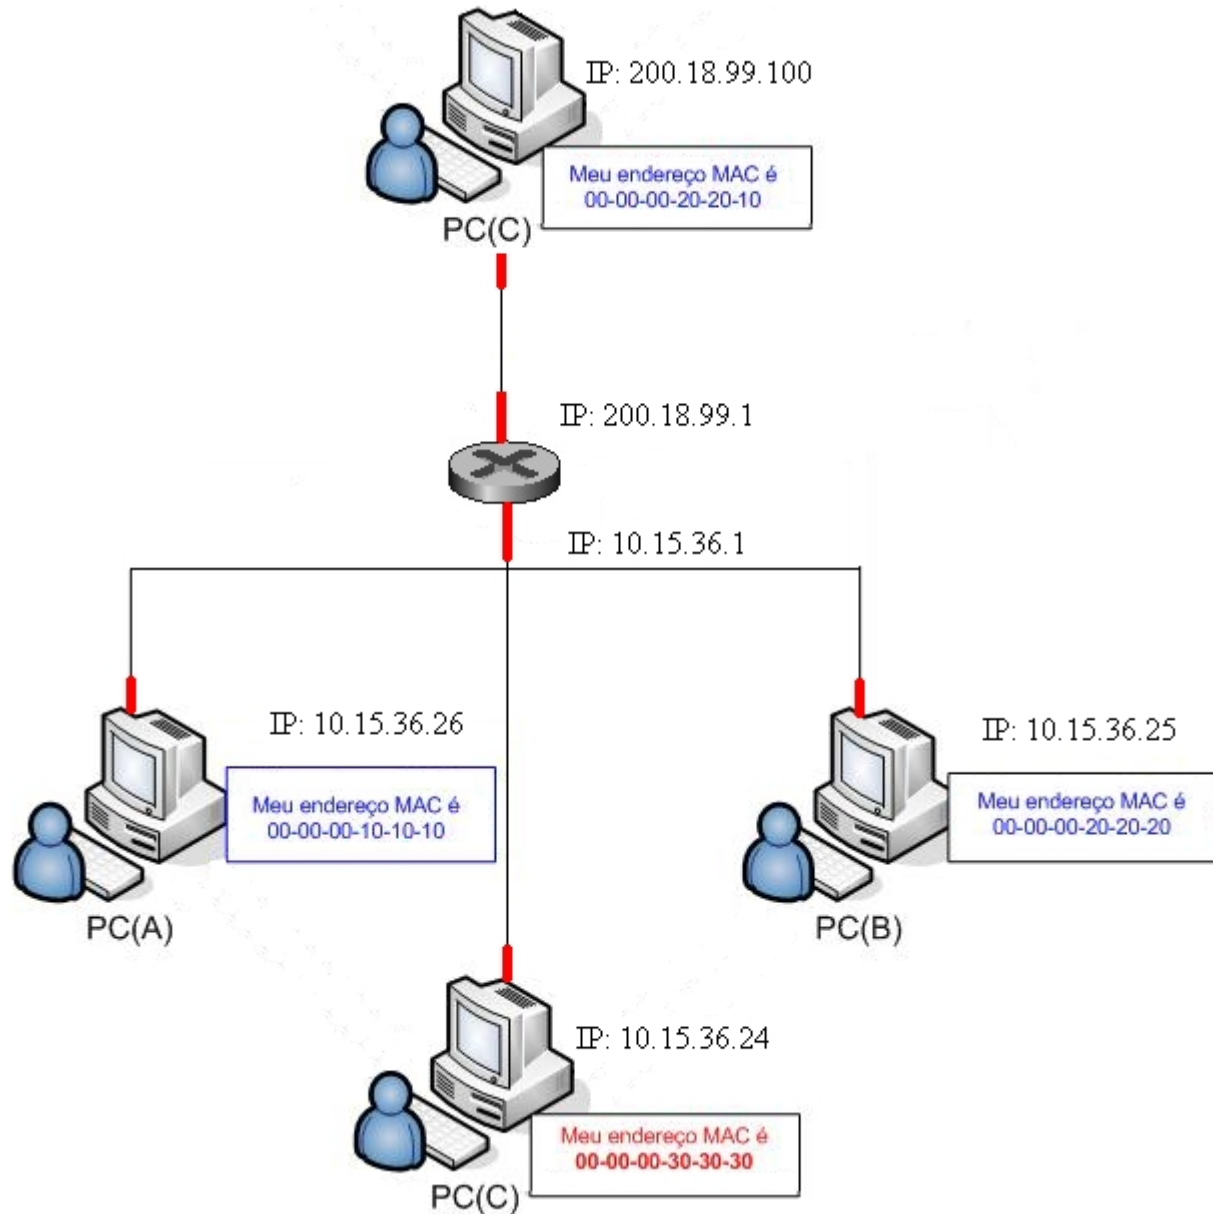 IP: 200.18.99.100
Meu endereço MAC é
00-00-00-20-20-10
PC(C)
IP: 200.18.99.1
IP: 10.15.36.1
IP: 10.15.36.26
Meu endereço MAC é
00-00-00-10-10-10
PC(A)
IP: 10.15.36.25
Meu endereço MAC é
00-00-00-20-20-20
PC(B)
IP: 10.15.36.24
Meu endereço MAC é
00-00-00-30-30-30
PC(C)